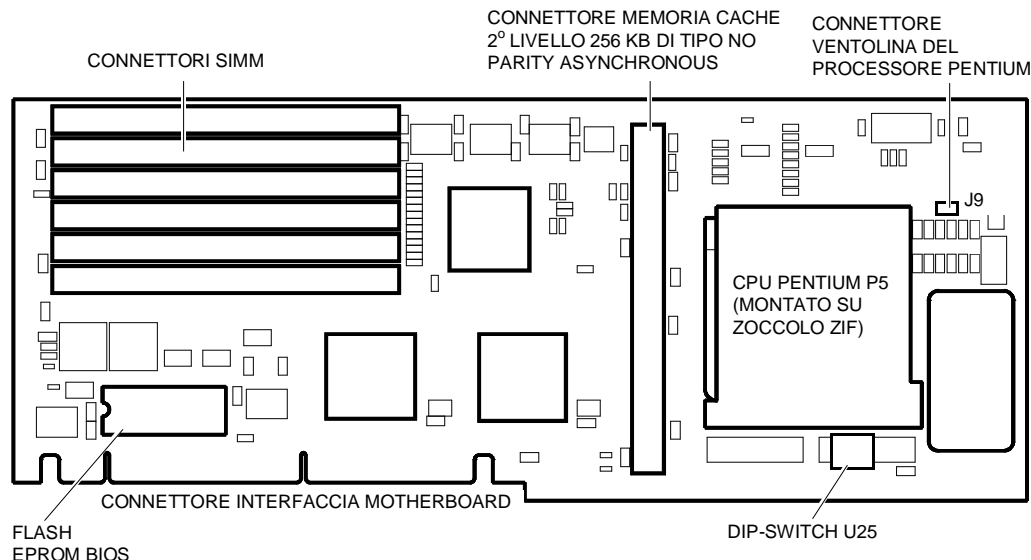 CONNETTORI SIMM
CONNETTORE MEMORIA CACHE
2° LIVELLO 256 KB DI TIPO NO
PARITY ASYNCHRONOUS
CONNETTORE
VENTOLINA DEL
PROCESSORE PENTIUM
J9
CPU PENTIUM P5
(MONTATO SU
ZOCCOLO ZIF)
CONNETTORE INTERFACCIA MOTHERBOARD
FLASH
EPROM BIOS
DIP-SWITCH U25